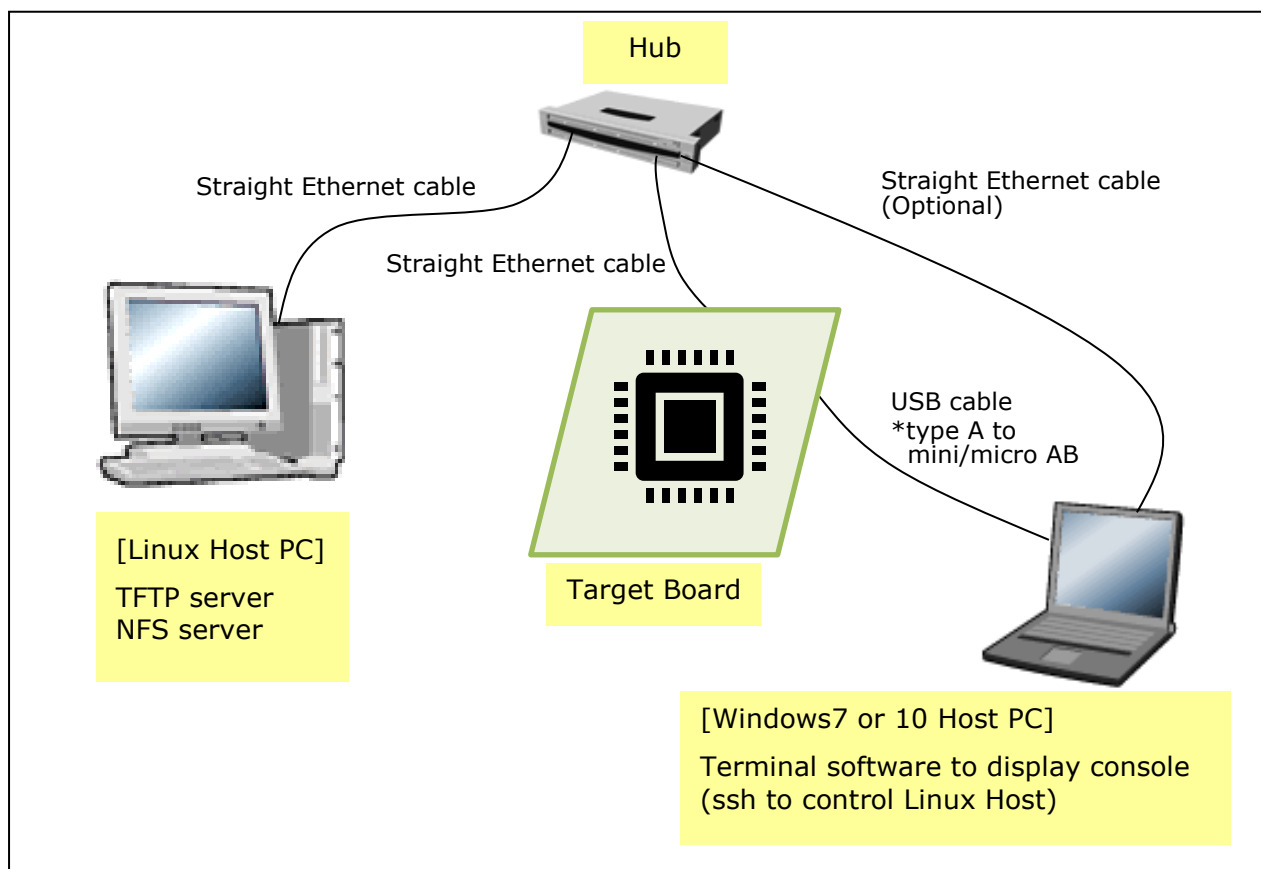 Hub
Straight Ethernet cable
Straight Ethernet cable
(Optional)
Straight Ethernet cable
USB cable
*type A to
mini/micro AB
[Linux Host PC]
TFTP server
NFS server
Target Board
[Windows7 or 10 Host PC]
Terminal software to display console
(ssh to control Linux Host)